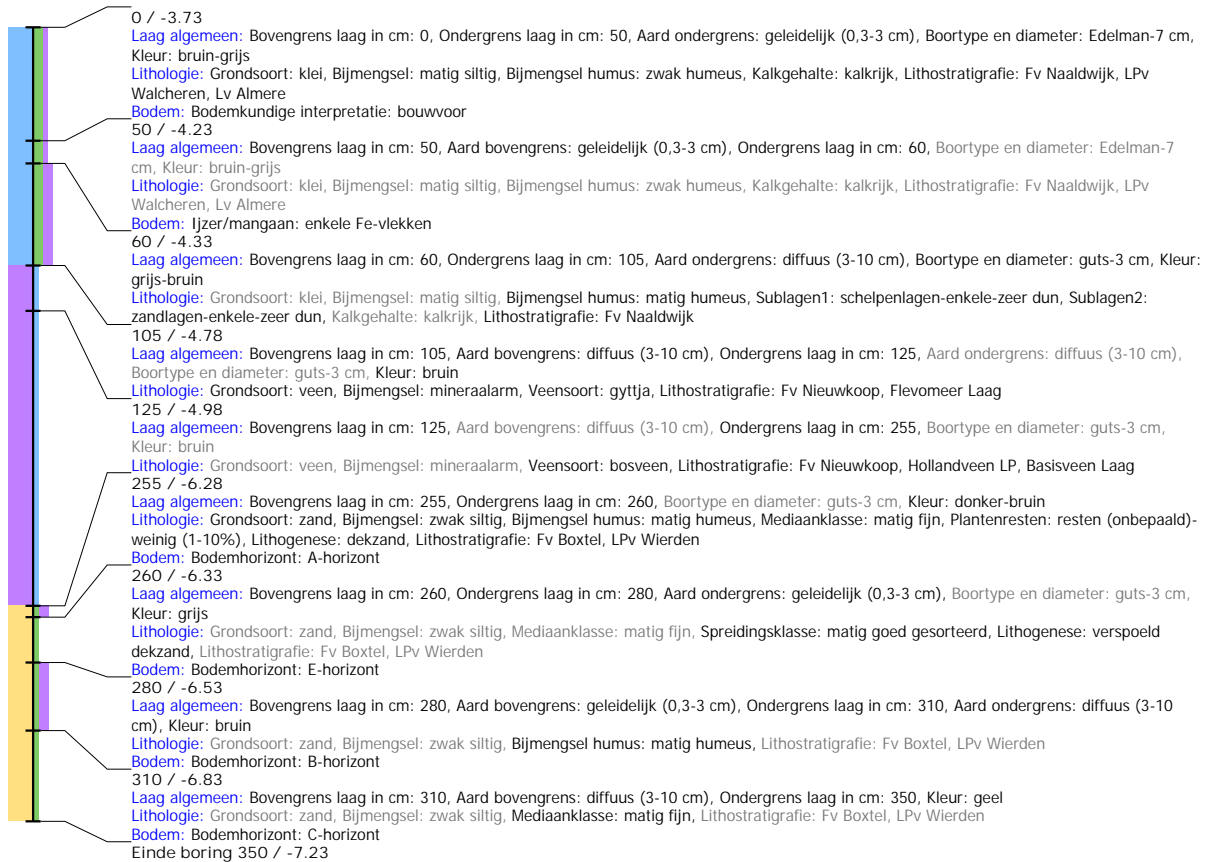 0 / -3.73
Laag algemeen: Bovengrens laag in cm: 0, Ondergrens laag in cm: 50, Aard ondergrens: geleidelijk (0,3-3 cm), Boortype en diameter: Edelman-7 cm,
Kleur: bruin-grijs
Lithologie: Grondsoort: klei, Bijmengsel: matig siltig, Bijmengsel humus: zwak humeus, Kalkgehalte: kalkrijk, Lithostratigrafie: Fv Naaldwijk, LPv
Walcheren, Lv Almere
Bodem: Bodemkundige interpretatie: bouwvoor
50 / -4.23
Laag algemeen: Bovengrens laag in cm: 50, Aard bovengrens: geleidelijk (0,3-3 cm), Ondergrens laag in cm: 60, Boortype en diameter: Edelman-7
cm, Kleur: bruin-grijs
Lithologie: Grondsoort: klei, Bijmengsel: matig siltig, Bijmengsel humus: zwak humeus, Kalkgehalte: kalkrijk, Lithostratigrafie: Fv Naaldwijk, LPv
Walcheren, Lv Almere
Bodem: Ijzer/mangaan: enkele Fe-vlekken
60 / -4.33
Laag algemeen: Bovengrens laag in cm: 60, Ondergrens laag in cm: 105, Aard ondergrens: diffuus (3-10 cm), Boortype en diameter: guts-3 cm, Kleur:
grijs-bruin
Lithologie: Grondsoort: klei, Bijmengsel: matig siltig, Bijmengsel humus: matig humeus, Sublagen1: schelpenlagen-enkele-zeer dun, Sublagen2:
zandlagen-enkele-zeer dun, Kalkgehalte: kalkrijk, Lithostratigrafie: Fv Naaldwijk
105 / -4.78
Laag algemeen: Bovengrens laag in cm: 105, Aard bovengrens: diffuus (3-10 cm), Ondergrens laag in cm: 125, Aard ondergrens: diffuus (3-10 cm),
Boortype en diameter: guts-3 cm, Kleur: bruin
Lithologie: Grondsoort: veen, Bijmengsel: mineraalarm, Veensoort: gyttja, Lithostratigrafie: Fv Nieuwkoop, Flevomeer Laag
125 / -4.98
Laag algemeen: Bovengrens laag in cm: 125, Aard bovengrens: diffuus (3-10 cm), Ondergrens laag in cm: 255, Boortype en diameter: guts-3 cm,
Kleur: bruin
Lithologie: Grondsoort: veen, Bijmengsel: mineraalarm, Veensoort: bosveen, Lithostratigrafie: Fv Nieuwkoop, Hollandveen LP, Basisveen Laag
255 / -6.28
Laag algemeen: Bovengrens laag in cm: 255, Ondergrens laag in cm: 260, Boortype en diameter: guts-3 cm, Kleur: donker-bruin
Lithologie: Grondsoort: zand, Bijmengsel: zwak siltig, Bijmengsel humus: matig humeus, Mediaanklasse: matig fijn, Plantenresten: resten (onbepaald)-
weinig (1-10%), Lithogenese: dekzand, Lithostratigrafie: Fv Boxtel, LPv Wierden
Bodem: Bodemhorizont: A-horizont
260 / -6.33
Laag algemeen: Bovengrens laag in cm: 260, Ondergrens laag in cm: 280, Aard ondergrens: geleidelijk (0,3-3 cm), Boortype en diameter: guts-3 cm,
Kleur: grijs
Lithologie: Grondsoort: zand, Bijmengsel: zwak siltig, Mediaanklasse: matig fijn, Spreidingsklasse: matig goed gesorteerd, Lithogenese: verspoeld
dekzand, Lithostratigrafie: Fv Boxtel, LPv Wierden
Bodem: Bodemhorizont: E-horizont
280 / -6.53
Laag algemeen: Bovengrens laag in cm: 280, Aard bovengrens: geleidelijk (0,3-3 cm), Ondergrens laag in cm: 310, Aard ondergrens: diffuus (3-10
cm), Kleur: bruin
Lithologie: Grondsoort: zand, Bijmengsel: zwak siltig, Bijmengsel humus: matig humeus, Lithostratigrafie: Fv Boxtel, LPv Wierden
Bodem: Bodemhorizont: B-horizont
310 / -6.83
Laag algemeen: Bovengrens laag in cm: 310, Aard bovengrens: diffuus (3-10 cm), Ondergrens laag in cm: 350, Kleur: geel
Lithologie: Grondsoort: zand, Bijmengsel: zwak siltig, Mediaanklasse: matig fijn, Lithostratigrafie: Fv Boxtel, LPv Wierden
Bodem: Bodemhorizont: C-horizont
Einde boring 350 / -7.23